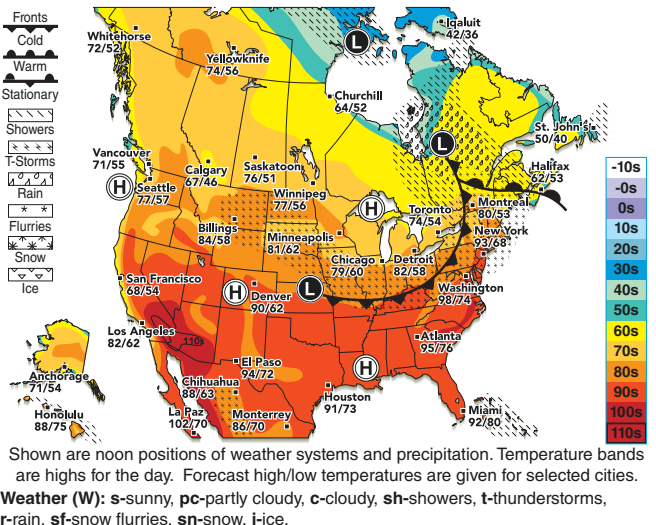 Fronts
Cold
Warm
Stationary
Showers
T-Storms
Rain
Flurries
Snow
Ice
Whitehorse
72/52
Yellowknife
74/56
L
Iqaluit
42/36
Churchill
64/52
L
St. John's
50/40
Vancouver
71/55
Calgary
67/46
Saskatoon
76/51
Winnipeg
77/56
Halifax
62/53
H
Seattle
77/57
H
Toronto
74/54
Montreal
80/53
Billings
84/58
Minneapolis
81/62
New York
93/68
Chicago
79/60
Detroit
82/58
San Francisco
68/54
H
Denver
90/62
L
Washington
98/74
Los Angeles
82/62
110s
Atlanta
95/76
El Paso
94/72
H
Anchorage
71/54
Chihuahua
88/63
Houston
91/73
Honolulu
88/75
La Paz
102/70
Monterrey
86/70
Miami
92/80
-10s
-0s
0s
10s
20s
30s
40s
50s
60s
70s
80s
90s
100s
110s
Shown are noon positions of weather systems and precipitation. Temperature bands
are highs for the day. Forecast high/low temperatures are given for selected cities.
Weather (W): s-sunny, pc-partly cloudy, c-cloudy, sh-showers, t-thunderstorms,
r-rain, sf-snow flurries, sn-snow, i-ice.